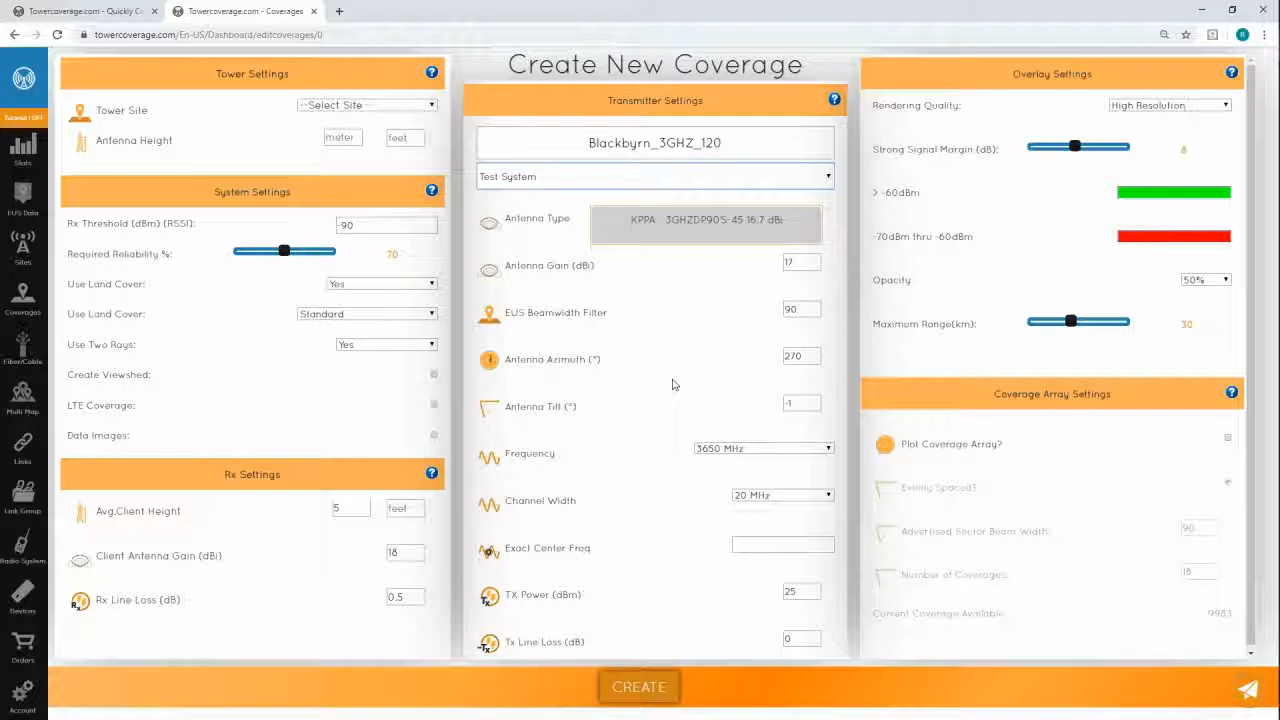 Towercoverage.com - Quickly C
Towercoverage.com - Coverages
towercoverage.com/En-US/Dashboard/editcoverages/0
R
Tutorial | OFF
Stats
EUS Data
Sites
Coverages
Fiber/Cable
Multi Map
Links
Link Group
Radio System
Devices
Orders
Account
Create New Coverage
Tower Settings
Tower Site
--Select Site
Antenna Height
meter
feet
System Settings
Rx Threshold (dBm) (RSSI):
-90
Required Reliability %:
70
Use Land Cover:
Yes
Use Land Cover:
Standard
Use Two Rays:
Yes
Create Viewshed:
LTE Coverage:
Data Images:
Rx Settings
Avg.Client Height
5
feet
Client Antenna Gain (dBi)
18
Rx Line Loss (dB)
0.5
Transmitter Settings
Blackbyrn_3GHZ_120
Test System
Antenna Type
KPPA 3GHZDP90S-45 16.7 dBi
Antenna Gain (dBi)
17
EUS Beamwidth Filter
90
Antenna Azimuth (°)
270
Antenna Tilt (°)
-1
Frequency
3650 MHz
Channel Width
20 MHz
Exact Center Freq
TX Power (dBm)
25
Tx Line Loss (dB)
0
Overlay Settings
Rendering Quality:
High Resolution
Strong Signal Margin (dB):
> -60dBm
-70dBm thru -60dBm
Opacity
50%
Maximum Range(km):
30
Coverage Array Settings
Plot Coverage Array?
Evenly Spaced?
Advertised Sector Beam Width:
90
Number of Coverages:
18
Current Coverage Available:
9983
CREATE